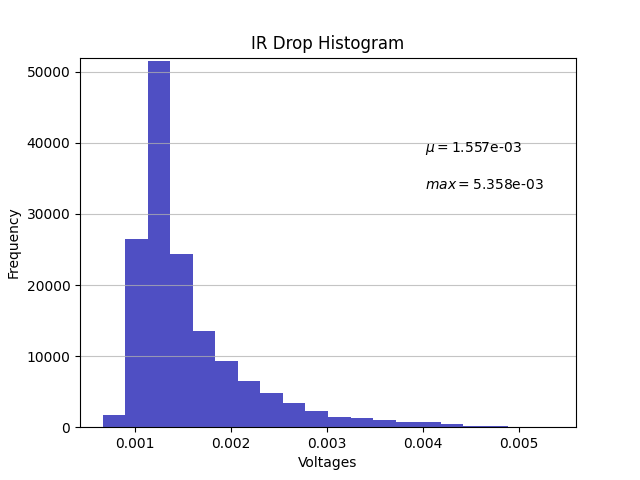 IR Drop Histogram
50000
40000
30000
20000
10000
0
Frequency
μ = 1.557e-03
max = 5.358e-03
0.001 0.002 0.003 0.004 0.005
Voltages